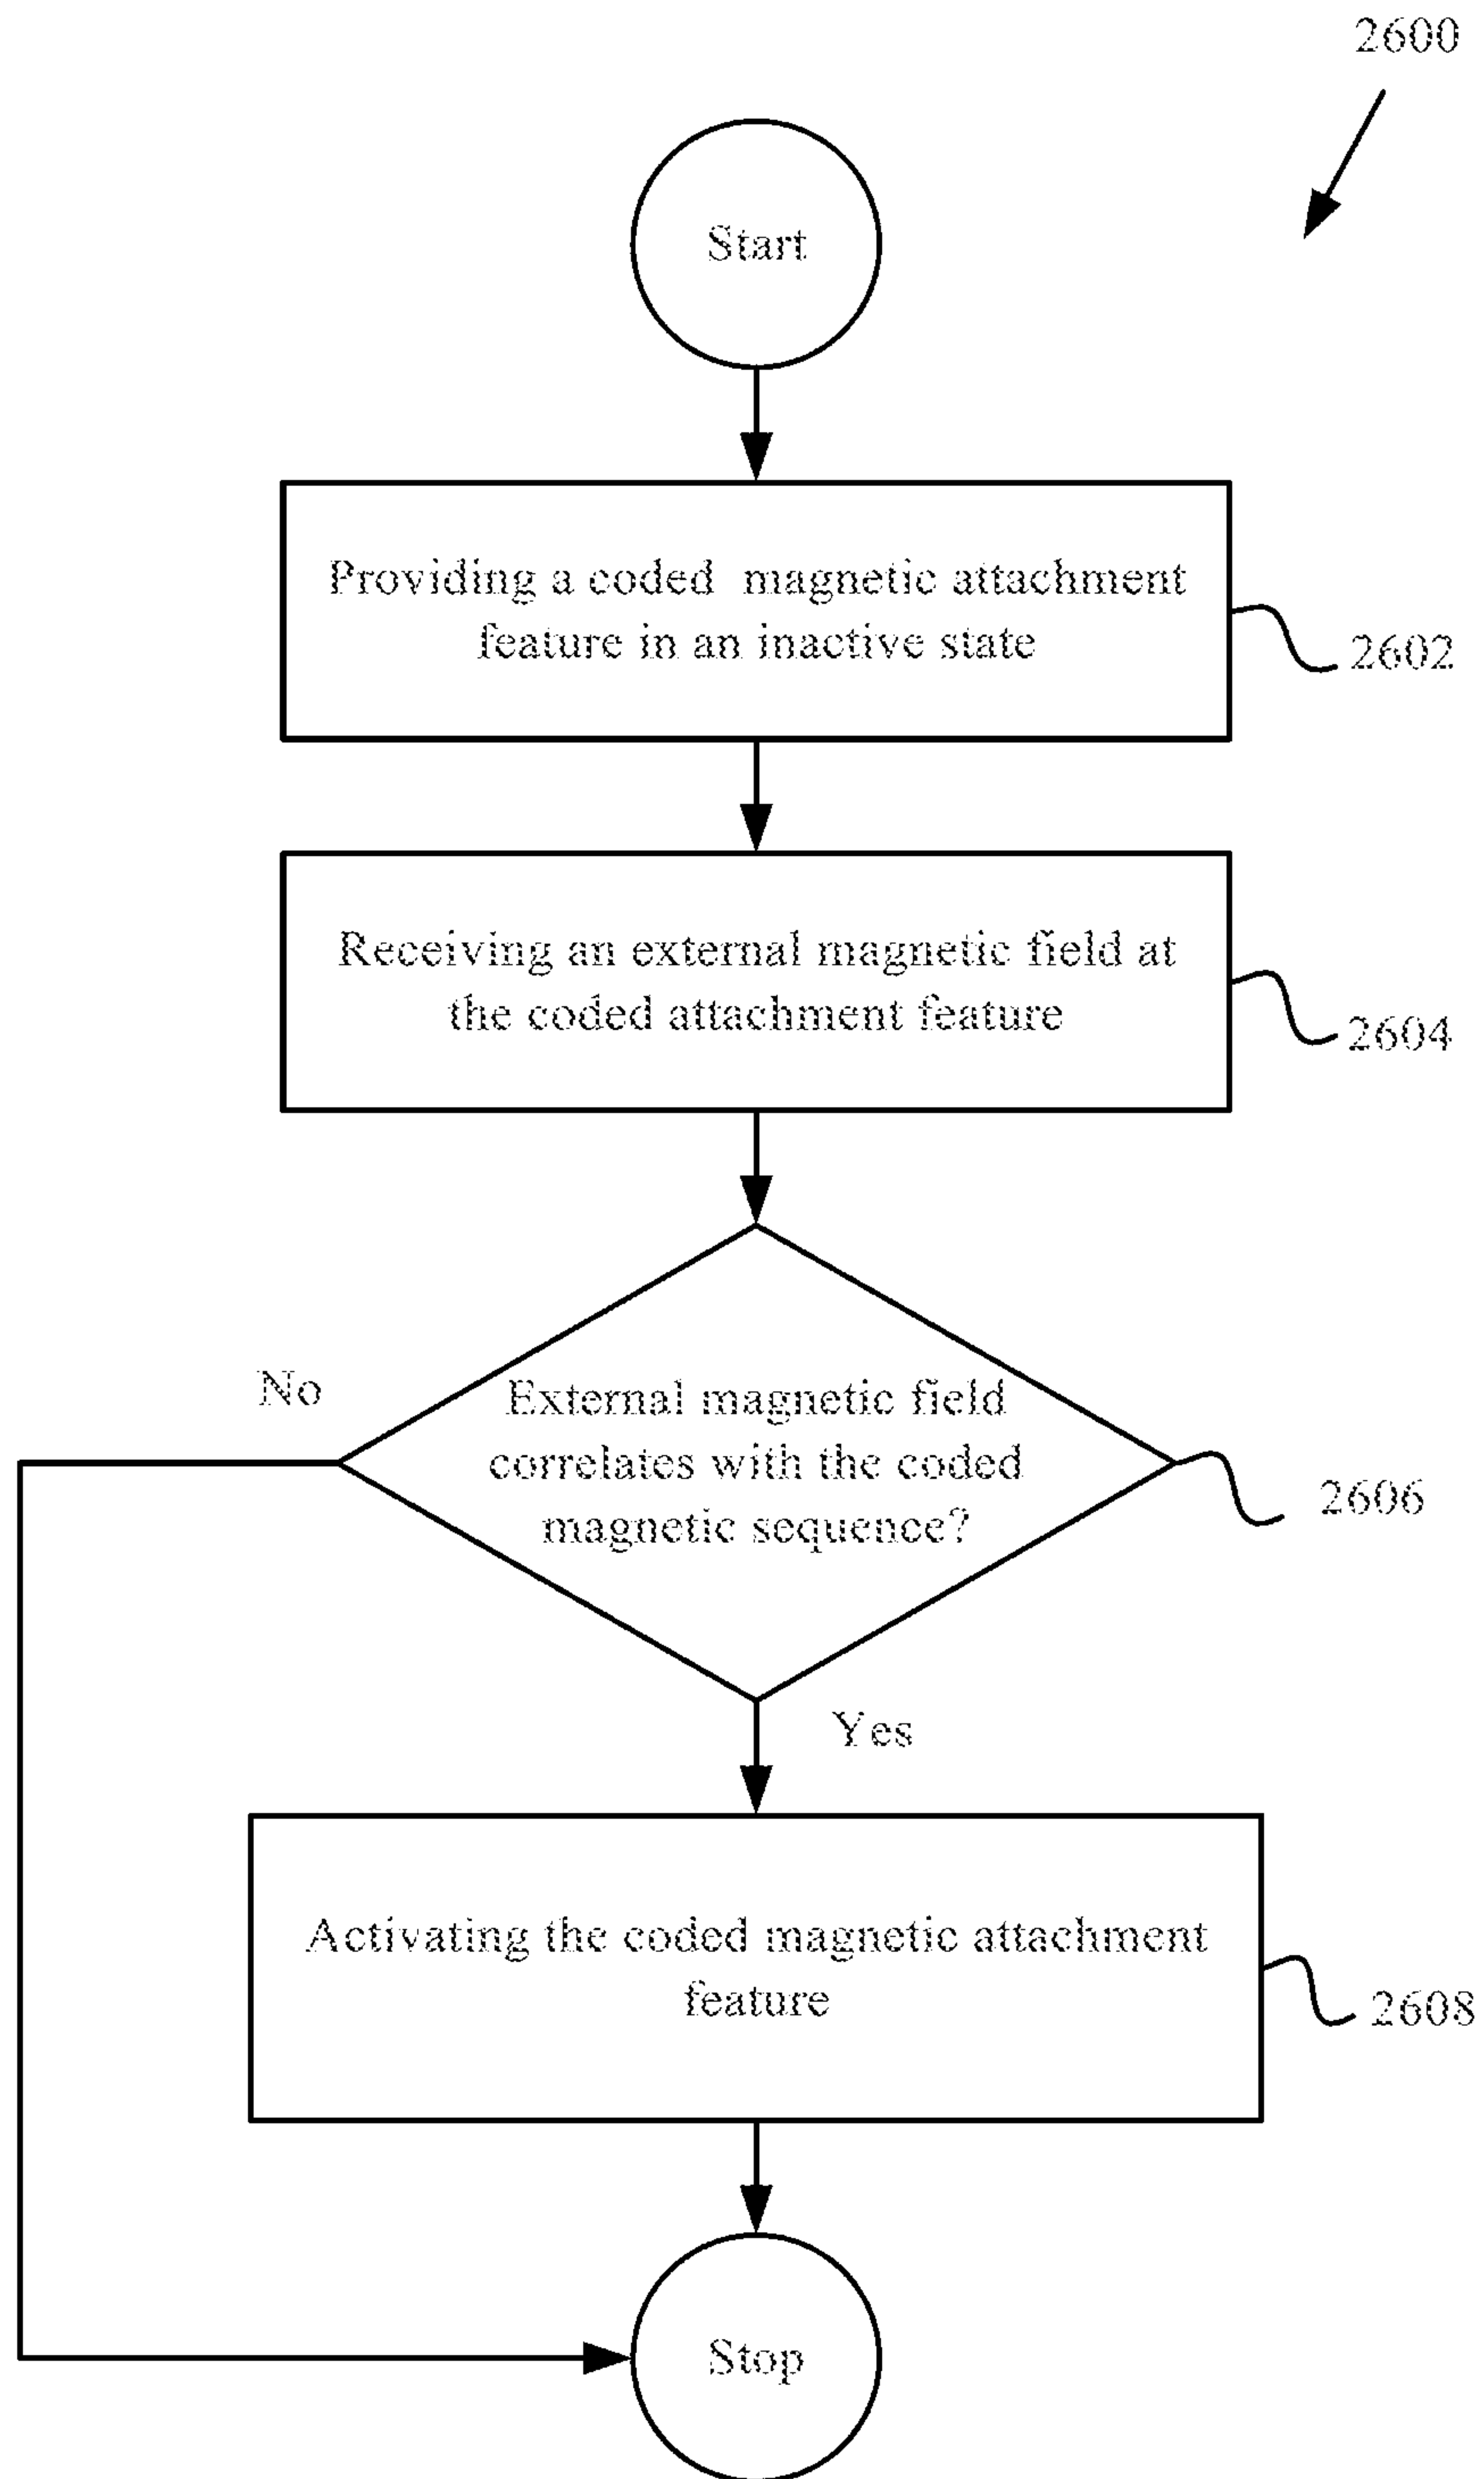 2600
Start
Providing a coded magnetic attachment
feature in an inactive state
2602
Receiving an external magnetic field at
the coded attachment feature
2604
No
External magnetic field
correlates with the coded
magnetic sequence?
2606
Yes
Activating the coded magnetic attachment
feature
2608
Stop